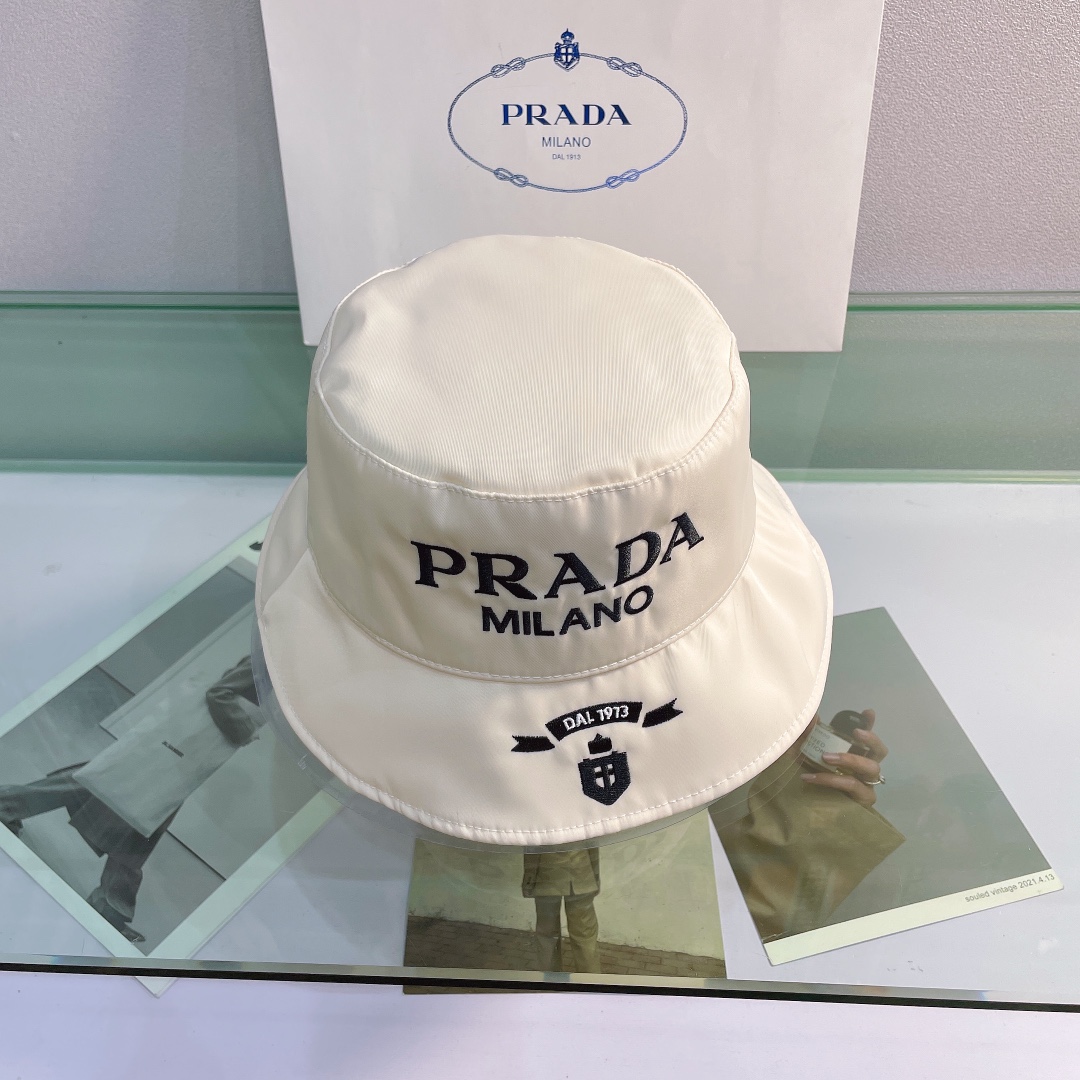 PRADA
MILANO
DAL 1913
PRADA
MILANO
DAL 1973
souled vintage 2021.4.13